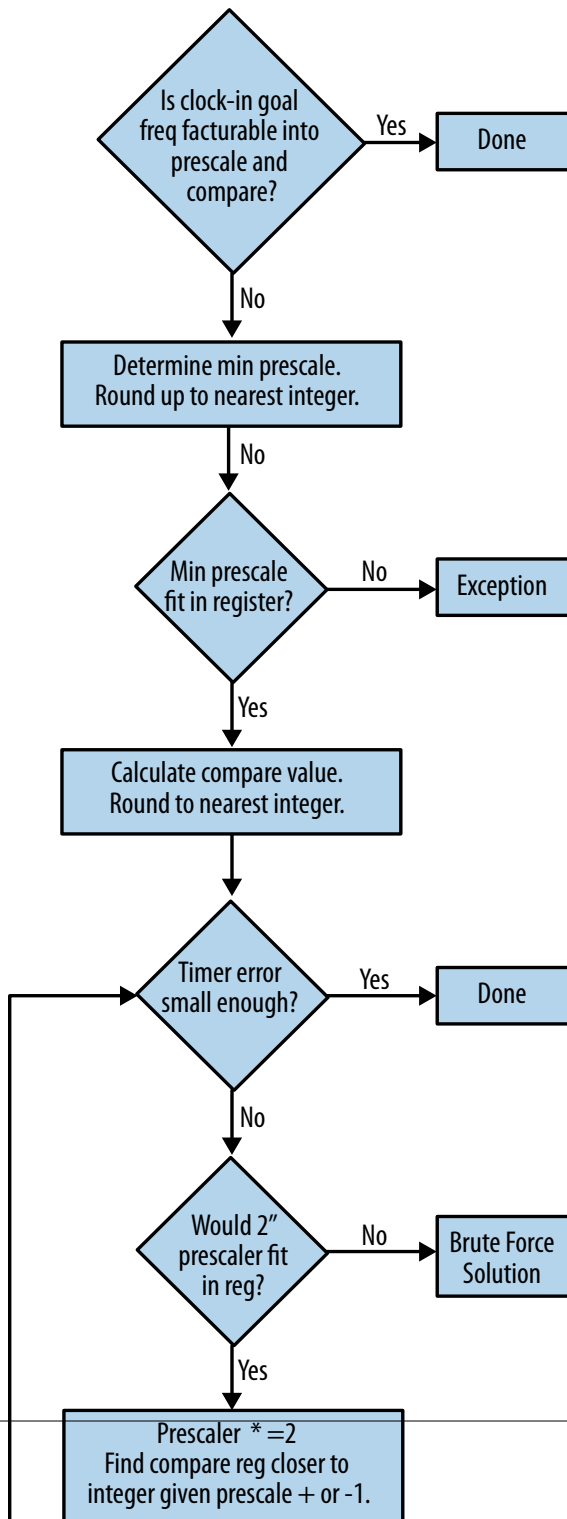 Is clock-in goal
freq facturable into
prescale and
compare?
Yes
Done
No
Determine min prescale.
Round up to nearest integer.
No
Min prescale
fit in register?
No
Exception
Yes
Calculate compare value.
Round to nearest integer.
Timer error
small enough?
Yes
Done
No
Would 2”
prescaler fit
in reg?
No
Brute Force
Solution
Yes
Prescaler * =2
Find compare reg closer to
integer given prescale + or -1.